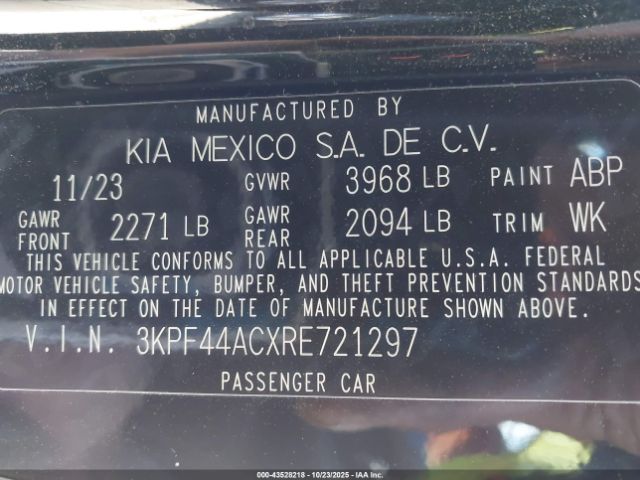 MANUFACTURED BY
KIA MEXICO S.A. DE C.V.
11/23 GVWR 3968 LB PAINT ABP
GAWR FRONT 2271 LB GAWR REAR 2094 LB TRIM WK
THIS VEHICLE CONFORMS TO ALL APPLICABLE U.S.A. FEDERAL
MOTOR VEHICLE SAFETY, BUMPER, AND THEFT PREVENTION STANDARDS
IN EFFECT ON THE DATE OF MANUFACTURE SHOWN ABOVE.
V.I.N. 3KPF44ACXRE721297
PASSENGER CAR
000-43528218 - 10/23/2025 - IAA Inc.